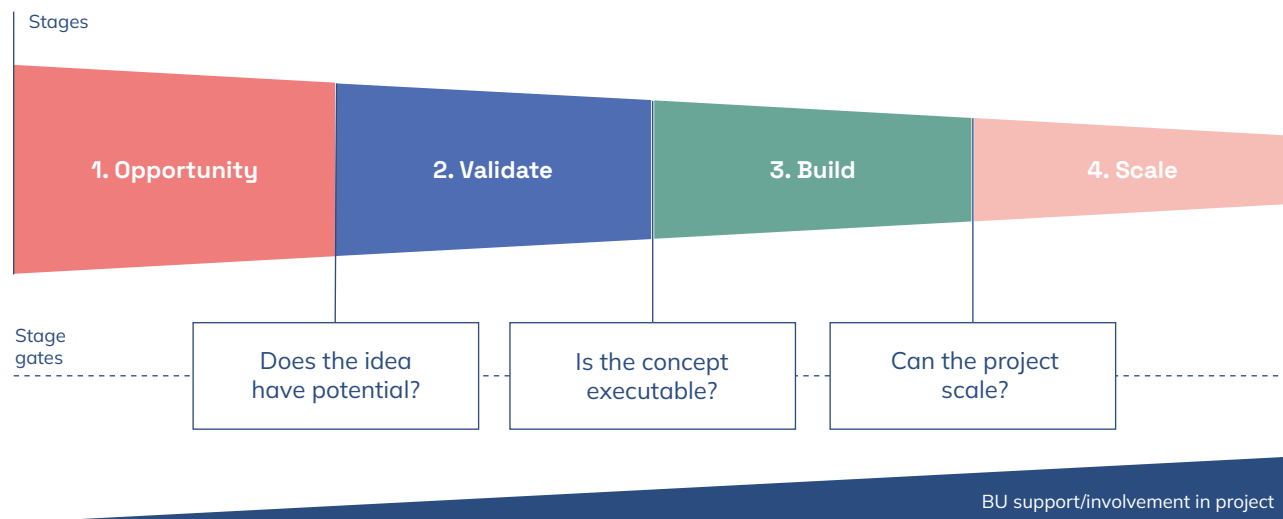 Stages
1. Opportunity
2. Validate
3. Build
4. Scale
Stage
gates
Does the idea
have potential?
Is the concept
executable?
Can the project
scale?
BU support/involvement in project